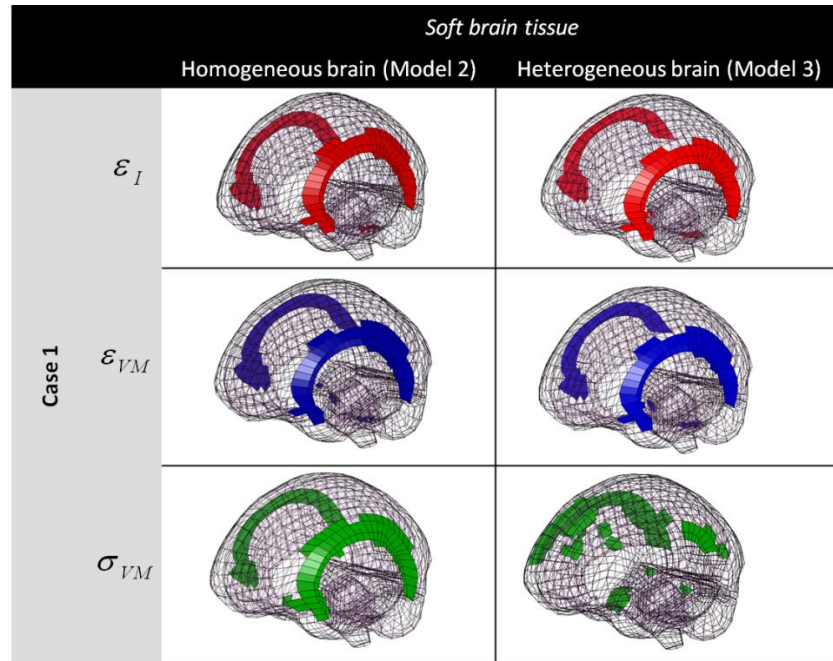 Soft brain tissue
Homogeneous brain (Model 2)
Heterogeneous brain (Model 3)
Case 1
ε_I
ε_VM
σ_VM